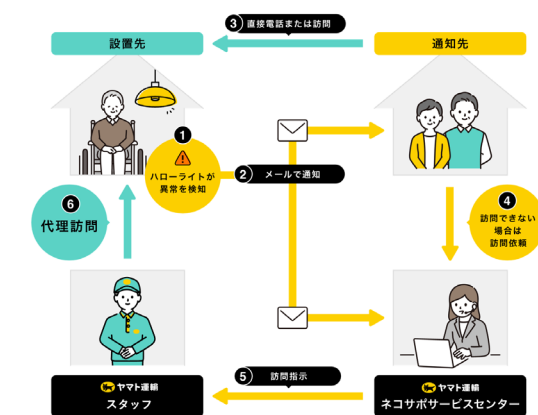 3 直接電話または訪問
設置先
通知先
1
ハローライトが
異常を検知
2 メールで通知
4
訪問できない
場合は
訪問依頼
6
代理訪問
5 訪問指示
ヤマト運輸
スタッフ
ヤマト運輸
ネコサポサービスセンター